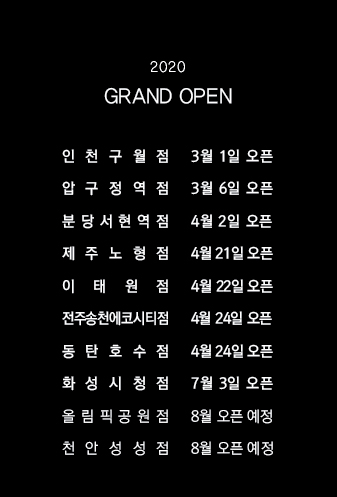 2020
GRAND OPEN
인천구월점 3월 1일 오픈
압구정역점 3월 6일 오픈
분당서현역점 4월 2일 오픈
제주노형점 4월 21일 오픈
이태원점 4월 22일 오픈
전주송천에코시티점 4월 24일 오픈
동탄호수점 4월 24일 오픈
화성시청점 7월 3일 오픈
올림픽공원점 8월 오픈 예정
천안성성점 8월 오픈 예정